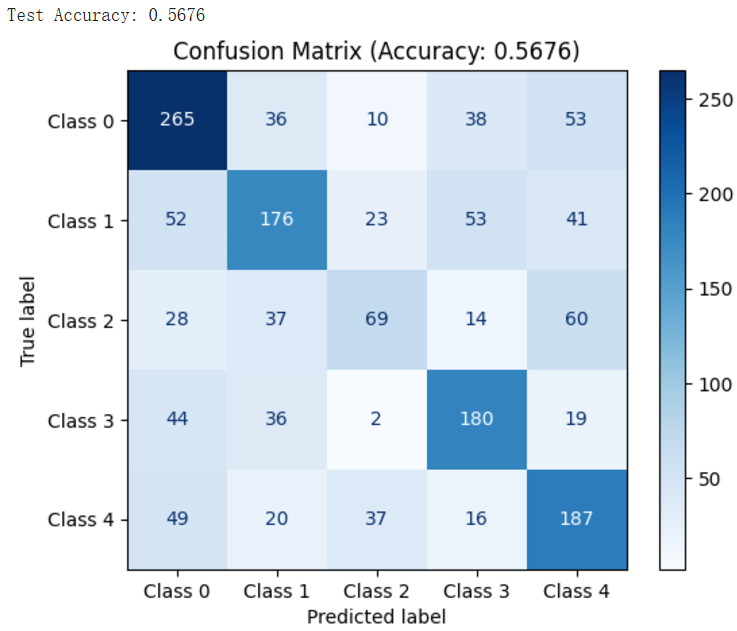 Test Accuracy: 0.5676
Confusion Matrix (Accuracy: 0.5676)
Class 0 265 36 10 38 53
Class 1 52 176 23 53 41
Class 2 28 37 69 14 60
Class 3 44 36 2 180 19
Class 4 49 20 37 16 187
Class 0 Class 1 Class 2 Class 3 Class 4
Predicted label
True label
250
200
150
100
50